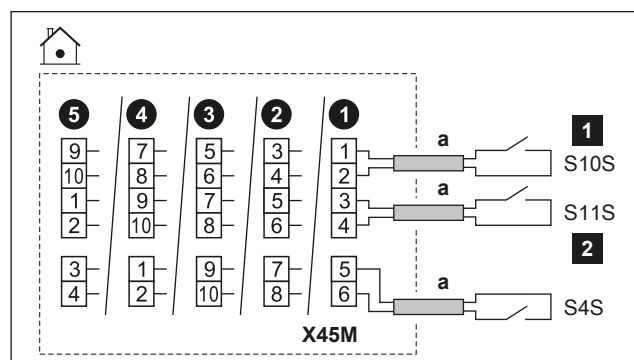 5 4 3 2 1
9 7 5 3 1 a 1
10 8 6 4 2 S10S
1 9 7 5 3 a S11S
2 10 8 6 4 2
3 1 9 7 5 a
4 2 10 8 6 S4S
X45M